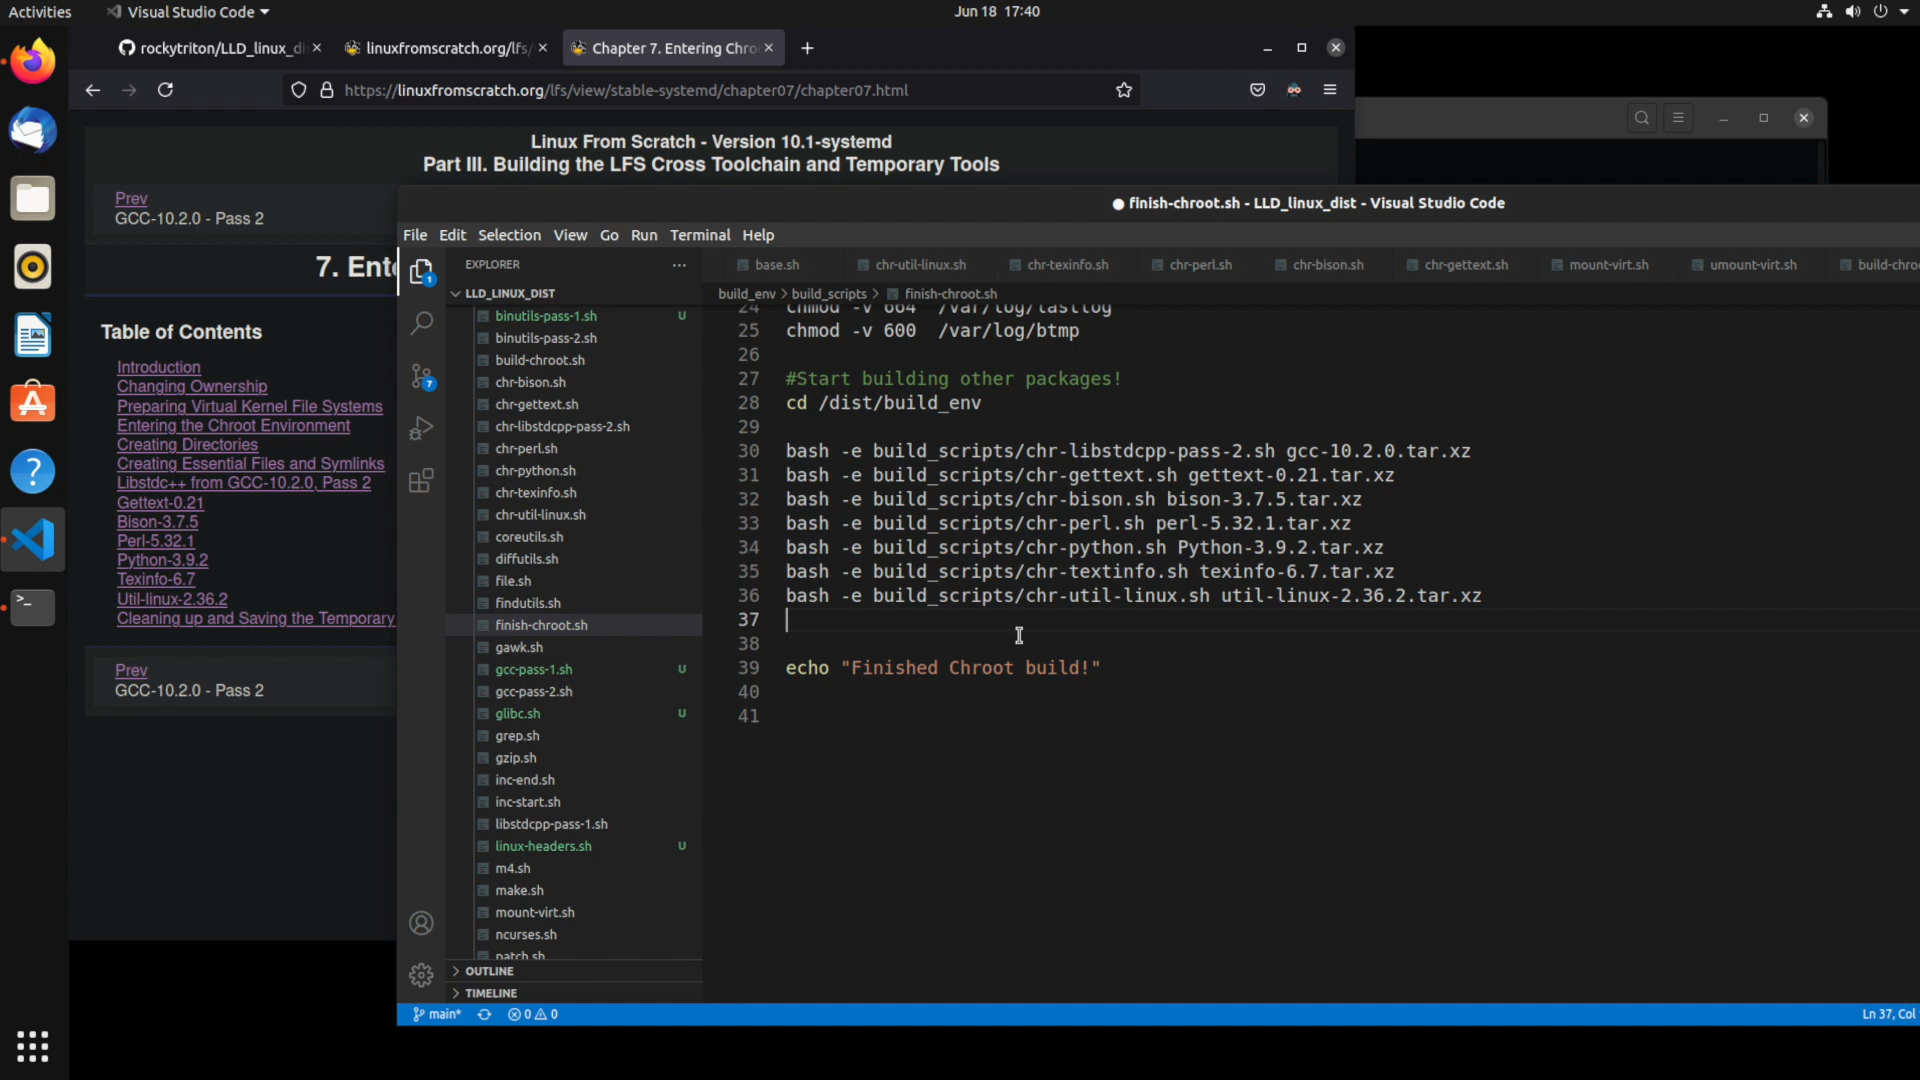 Activities
Visual Studio Code
Jun 18 17:40
rockytriton/LLD_linux_di
linuxfromscratch.org/lfs/
Chapter 7. Entering Chro
https://linuxfromscratch.org/lfs/view/stable-systemd/chapter07/chapter07.html
Linux From Scratch - Version 10.1-systemd
Part III. Building the LFS Cross Toolchain and Temporary Tools
Prev
GCC-10.2.0 - Pass 2
7. Ente
Table of Contents
Introduction
Changing Ownership
Preparing Virtual Kernel File Systems
Entering the Chroot Environment
Creating Directories
Creating Essential Files and Symlinks
Libstdc++ from GCC-10.2.0, Pass 2
Gettext-0.21
Bison-3.7.5
Perl-5.32.1
Python-3.9.2
Texinfo-6.7
Util-linux-2.36.2
Cleaning up and Saving the Temporary
Prev
GCC-10.2.0 - Pass 2
● finish-chroot.sh - LLD_linux_dist - Visual Studio Code
File Edit Selection View Go Run Terminal Help
EXPLORER
base.sh chr-util-linux.sh chr-texinfo.sh chr-perl.sh chr-bison.sh chr-gettext.sh mount-virt.sh umount-virt.sh build-chroo
LLD_LINUX_DIST
build_env > build_scripts > finish-chroot.sh
1
7
binutils-pass-1.sh U
binutils-pass-2.sh
build-chroot.sh
chr-bison.sh
chr-gettext.sh
chr-libstdcpp-pass-2.sh
chr-perl.sh
chr-python.sh
chr-texinfo.sh
chr-util-linux.sh
coreutils.sh
diffutils.sh
file.sh
findutils.sh
finish-chroot.sh
gawk.sh
gcc-pass-1.sh U
gcc-pass-2.sh
glibc.sh U
grep.sh
gzip.sh
inc-end.sh
inc-start.sh
libstdcpp-pass-1.sh
linux-headers.sh U
m4.sh
make.sh
mount-virt.sh
ncurses.sh
patch.sh
OUTLINE
TIMELINE
24 chmod -v 664 /var/log/lastlog
25 chmod -v 600 /var/log/btmp
26
27 #Start building other packages!
28 cd /dist/build_env
29
30 bash -e build_scripts/chr-libstdcpp-pass-2.sh gcc-10.2.0.tar.xz
31 bash -e build_scripts/chr-gettext.sh gettext-0.21.tar.xz
32 bash -e build_scripts/chr-bison.sh bison-3.7.5.tar.xz
33 bash -e build_scripts/chr-perl.sh perl-5.32.1.tar.xz
34 bash -e build_scripts/chr-python.sh Python-3.9.2.tar.xz
35 bash -e build_scripts/chr-textinfo.sh texinfo-6.7.tar.xz
36 bash -e build_scripts/chr-util-linux.sh util-linux-2.36.2.tar.xz
37
38
39 echo "Finished Chroot build!"
40
41
main* 0 0
Ln 37, Col